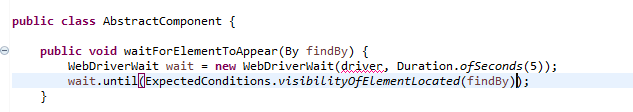 public class AbstractComponent {
public void waitForElementToAppear(By findBy) {
WebDriverWait wait = new WebDriverWait(driver, Duration.ofSeconds(5));
wait.until(ExpectedConditions.visibilityOfElementLocated(findBy));
}